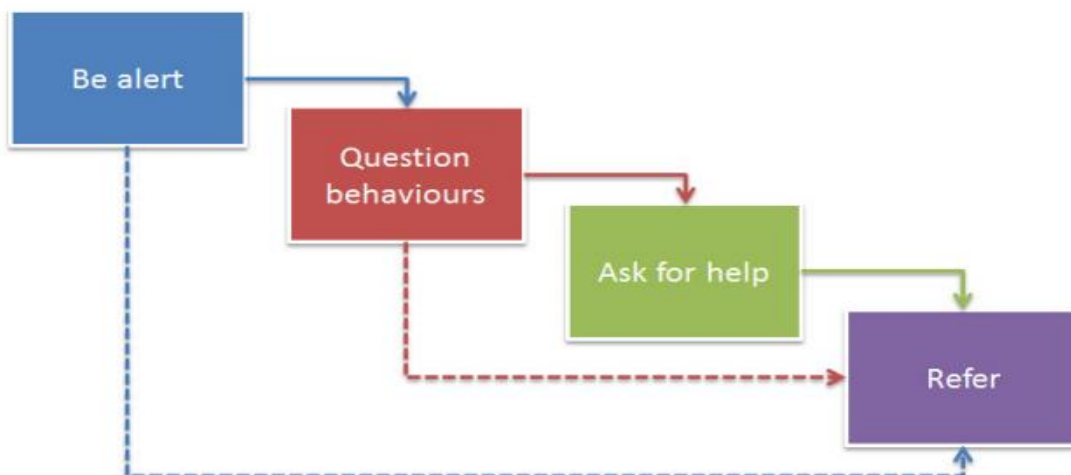 Be alert
Question
behaviours
Ask for help
Refer